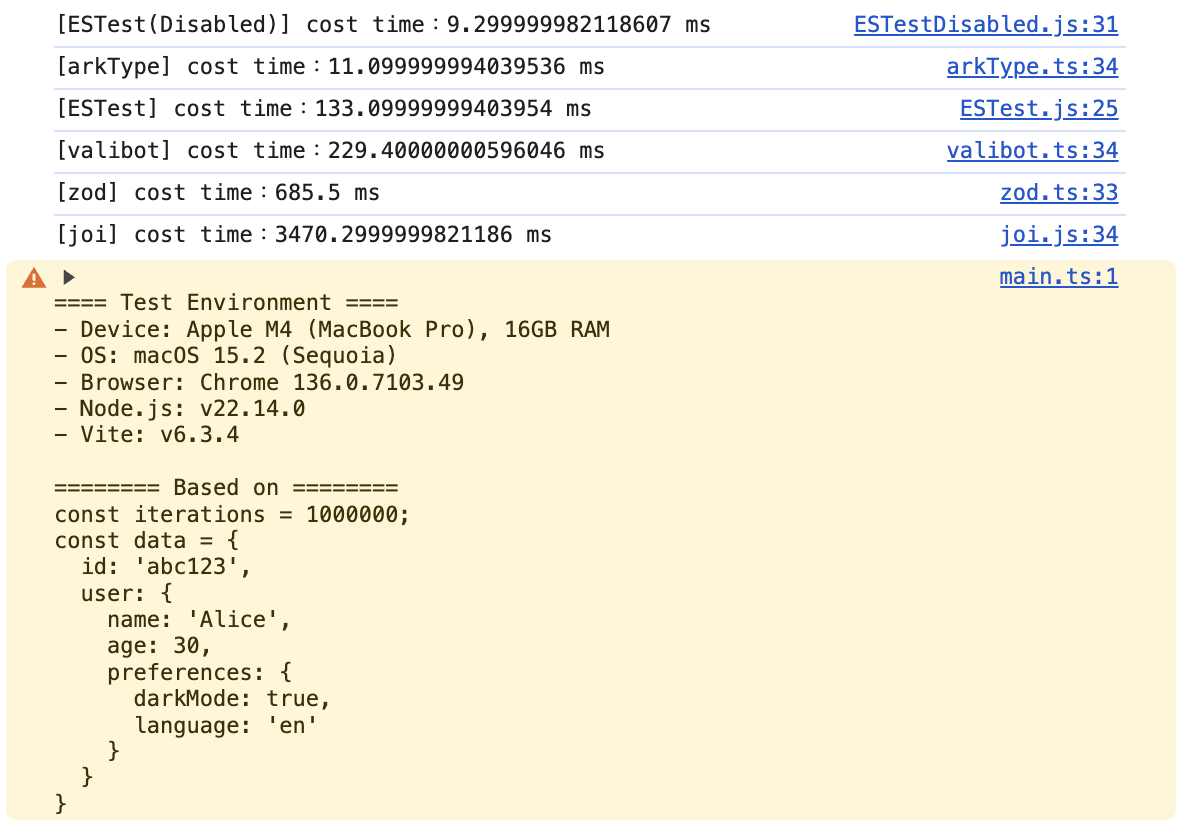 [ESTest(Disabled)] cost time：9.299999982118607 ms ESTestDisabled.js:31
[arkType] cost time：11.099999994039536 ms arkType.ts:34
[ESTest] cost time：133.09999999403954 ms ESTest.js:25
[valibot] cost time：229.40000000596046 ms valibot.ts:34
[zod] cost time：685.5 ms zod.ts:33
[joi] cost time：3470.2999999821186 ms joi.js:34
main.ts:1
==== Test Environment ====
- Device: Apple M4 (MacBook Pro), 16GB RAM
- OS: macOS 15.2 (Sequoia)
- Browser: Chrome 136.0.7103.49
- Node.js: v22.14.0
- Vite: v6.3.4

======== Based on ========
const iterations = 1000000;
const data = {
  id: 'abc123',
  user: {
    name: 'Alice',
    age: 30,
    preferences: {
      darkMode: true,
      language: 'en'
    }
  }
}